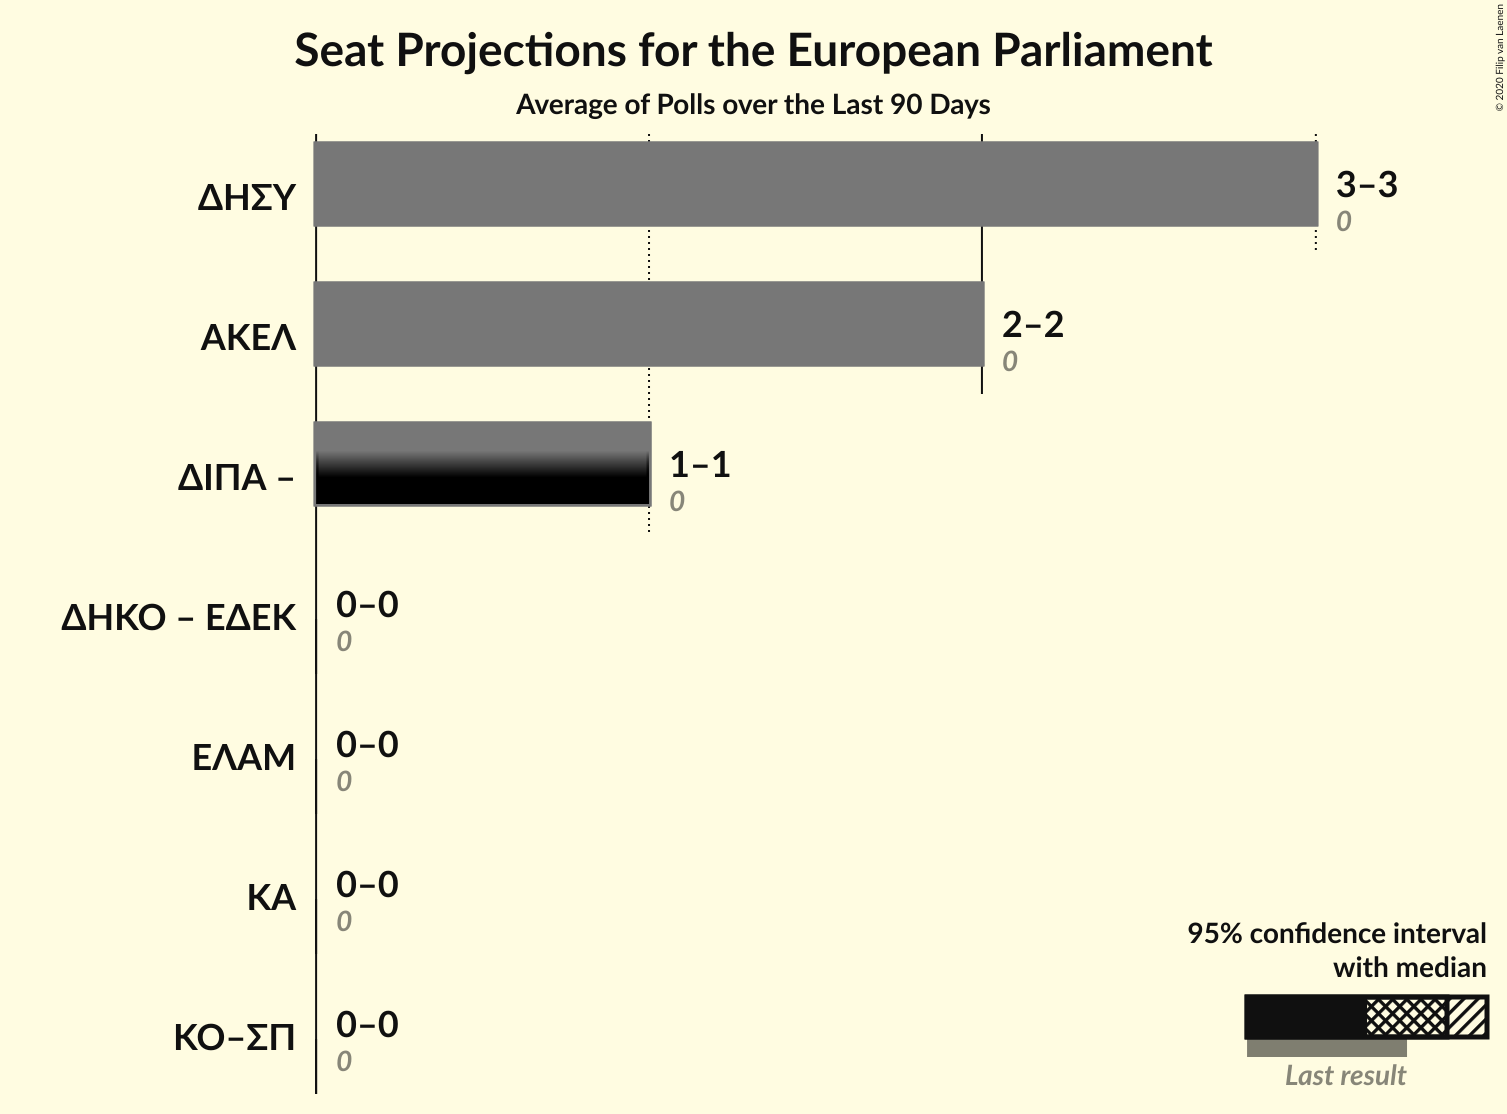 Seat Projections for the European Parliament
Average of Polls over the Last 90 Days
© 2020 Filip van Laenen
ΔΗΣΥ
3–3
0
ΑΚΕΛ
2–2
0
ΔΙΠΑ –
1–1
0
ΔΗΚΟ – ΕΔΕΚ
0–0
0
ΕΛΑΜ
0–0
0
ΚΑ
0–0
0
ΚΟ–ΣΠ
0–0
0
95% confidence interval
with median
Last result